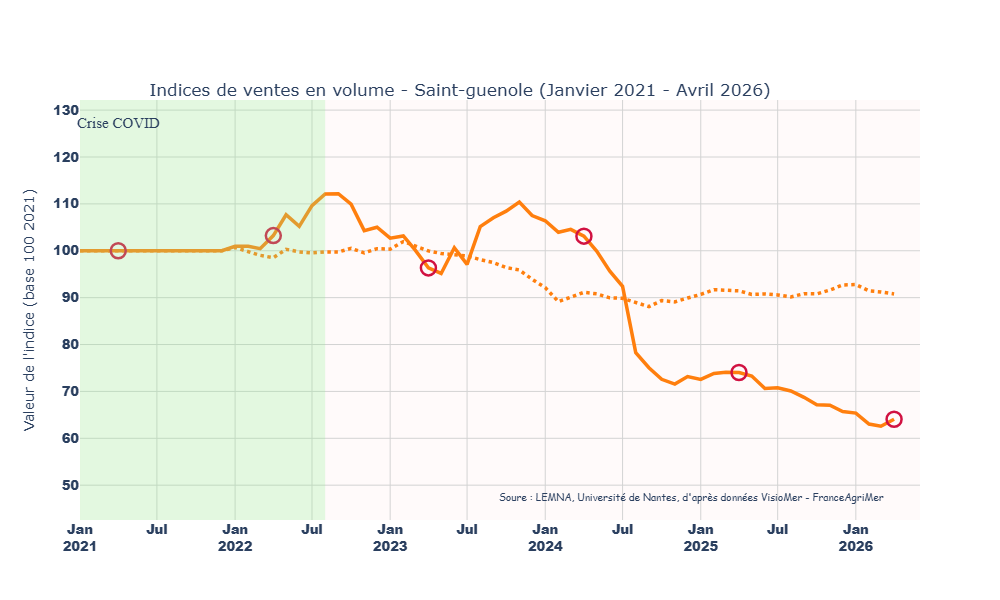 Indices de ventes en volume - Saint-guenole (Janvier 2021 - Avril 2026)
Valeur de l'indice (base 100 2021)
130
120
110
100
90
80
70
60
50
Crise COVID
Soure : LEMNA, Université de Nantes, d'après données VisioMer - FranceAgriMer
Jan Jul Jan Jul Jan Jul Jan Jul Jan Jul Jan
2021 2022 2023 2024 2025 2026